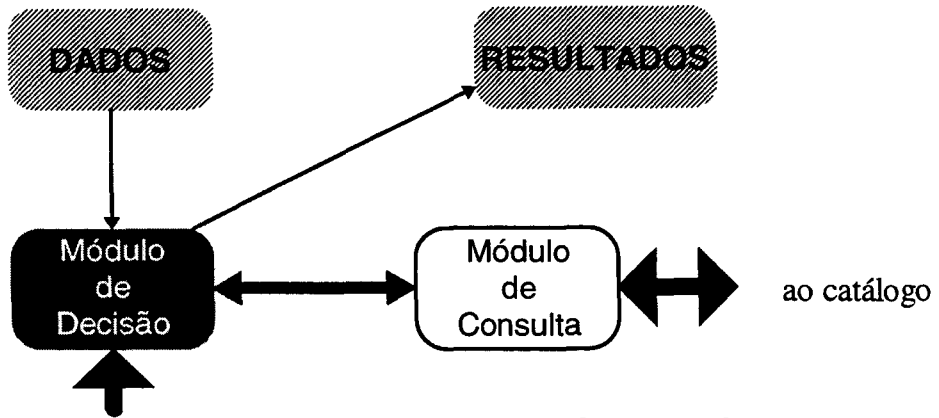 DADOS
RESULTADOS
Módulo
de
Decisão
Módulo
de
Consulta
ao catálogo